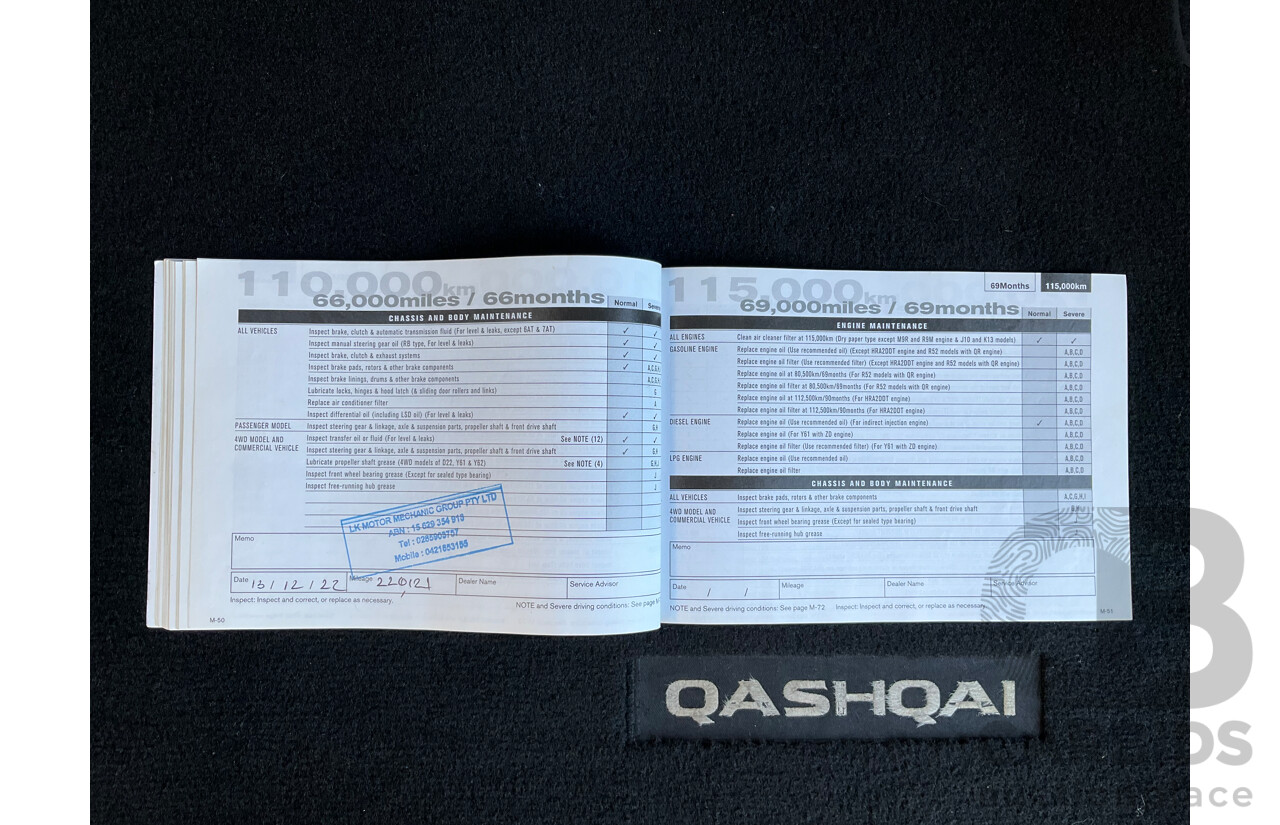 110,000km
66,000miles / 66months
Normal Severe
CHASSIS AND BODY MAINTENANCE
ALL VEHICLES Inspect brake, clutch & automatic transmission fluid (For level & leaks, except 6AT & 7AT) ✓ ✓
Inspect manual steering gear oil (RB type, For level & leaks) ✓ ✓
Inspect brake, clutch & exhaust systems ✓ ✓
Inspect brake pads, rotors & other brake components ✓ A,C,G,H
Inspect brake linings, drums & other brake components A,C,G,H
Lubricate locks, hinges & hood latch (& sliding door rollers and links) G
Replace air conditioner filter A
Inspect differential oil (including LSD oil) (For level & leaks) ✓ ✓
PASSENGER MODEL Inspect steering gear & linkage, axle & suspension parts, propeller shaft & front drive shaft G,H
4WD MODEL AND Inspect transfer oil or fluid (For level & leaks) See NOTE (12) ✓ ✓
COMMERCIAL VEHICLE Inspect steering gear & linkage, axle & suspension parts, propeller shaft & front drive shaft ✓ G,H
Lubricate propeller shaft grease (4WD models of D22, Y61 & Y62) See NOTE (4) G,H,J
Inspect front wheel bearing grease (Except for sealed type bearing) J
Inspect free-running hub grease J
LK MOTOR MECHANIC GROUP PTY LTD
ABN : 15 629 354 913
Tel : 0285909757
Mobile : 0421853188
Memo
Date 13/12/22 Mileage 220121 Dealer Name Service Advisor
Inspect: Inspect and correct, or replace as necessary.
NOTE and Severe driving conditions: See page M
M-50
69Months 115,000km
115,000km
69,000miles / 69months
Normal Severe
ENGINE MAINTENANCE
ALL ENGINES Clean air cleaner filter at 115,000km (Dry paper type except M9R and R9M engine & J10 and K13 models) ✓ ✓
GASOLINE ENGINE Replace engine oil (Use recommended oil) (Except HRA2DDT engine and R52 models with QR engine) A,B,C,D
Replace engine oil filter (Use recommended filter) (Except HRA2DDT engine and R52 models with QR engine) A,B,C,D
Replace engine oil at 80,500km/69months (For R52 models with QR engine) A,B,C,D
Replace engine oil filter at 80,500km/69months (For R52 models with QR engine) A,B,C,D
Replace engine oil at 112,500km/90months (For HRA2DDT engine) A,B,C,D
Replace engine oil filter at 112,500km/90months (For HRA2DDT engine) A,B,C,D
DIESEL ENGINE Replace engine oil (Use recommended oil) (For indirect injection engine) ✓ A,B,C,D
Replace engine oil (For Y61 with ZD engine) A,B,C,D
Replace engine oil filter (Use recommended filter) (For Y61 with ZD engine) A,B,C,D
LPG ENGINE Replace engine oil (Use recommended oil) A,B,C,D
Replace engine oil filter A,B,C,D
CHASSIS AND BODY MAINTENANCE
ALL VEHICLES Inspect brake pads, rotors & other brake components A,C,G,H,I
4WD MODEL AND Inspect steering gear & linkage, axle & suspension parts, propeller shaft & front drive shaft G,H,I
COMMERCIAL VEHICLE Inspect front wheel bearing grease (Except for sealed type bearing)
Inspect free-running hub grease
Memo
Date / / Mileage Dealer Name Service Advisor
NOTE and Severe driving conditions: See page M-72 Inspect: Inspect and correct, or replace as necessary.
M-51
QASHQAI
os
ace